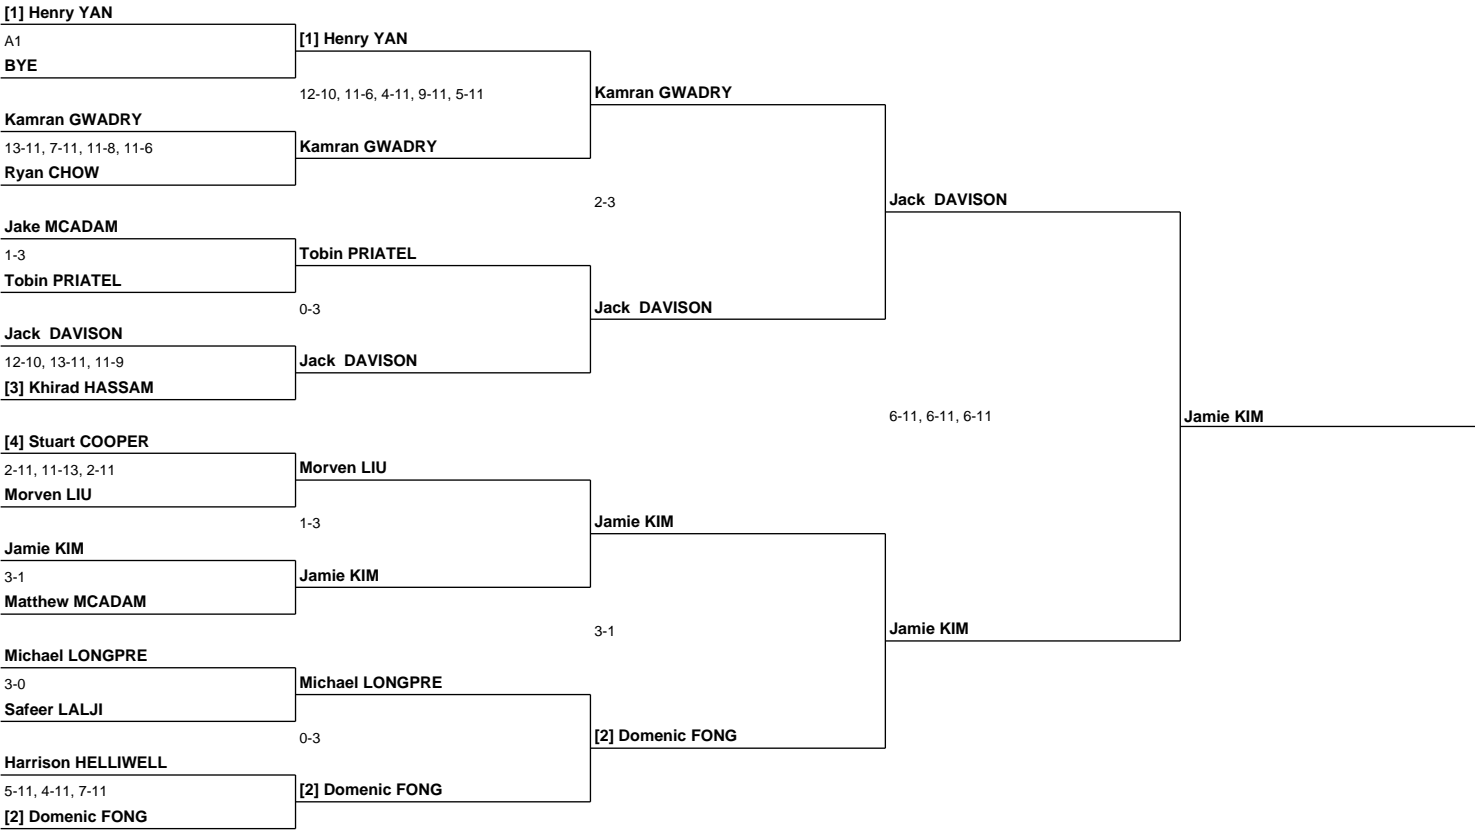 [1] Henry YAN
A1
BYE
Kamran GWADRY
13-11, 7-11, 11-8, 11-6
Ryan CHOW
Jake MCADAM
1-3
Tobin PRIATEL
Jack DAVISON
12-10, 13-11, 11-9
[3] Khirad HASSAM
[4] Stuart COOPER
2-11, 11-13, 2-11
Morven LIU
Jamie KIM
3-1
Matthew MCADAM
Michael LONGPRE
3-0
Safeer LALJI
Harrison HELLIWELL
5-11, 4-11, 7-11
[2] Domenic FONG
[1] Henry YAN
12-10, 11-6, 4-11, 9-11, 5-11
Kamran GWADRY
Tobin PRIATEL
0-3
Jack DAVISON
Morven LIU
1-3
Jamie KIM
Michael LONGPRE
0-3
[2] Domenic FONG
Kamran GWADRY
2-3
Jack DAVISON
Jamie KIM
3-1
[2] Domenic FONG
Jack DAVISON
6-11, 6-11, 6-11
Jamie KIM
Jamie KIM